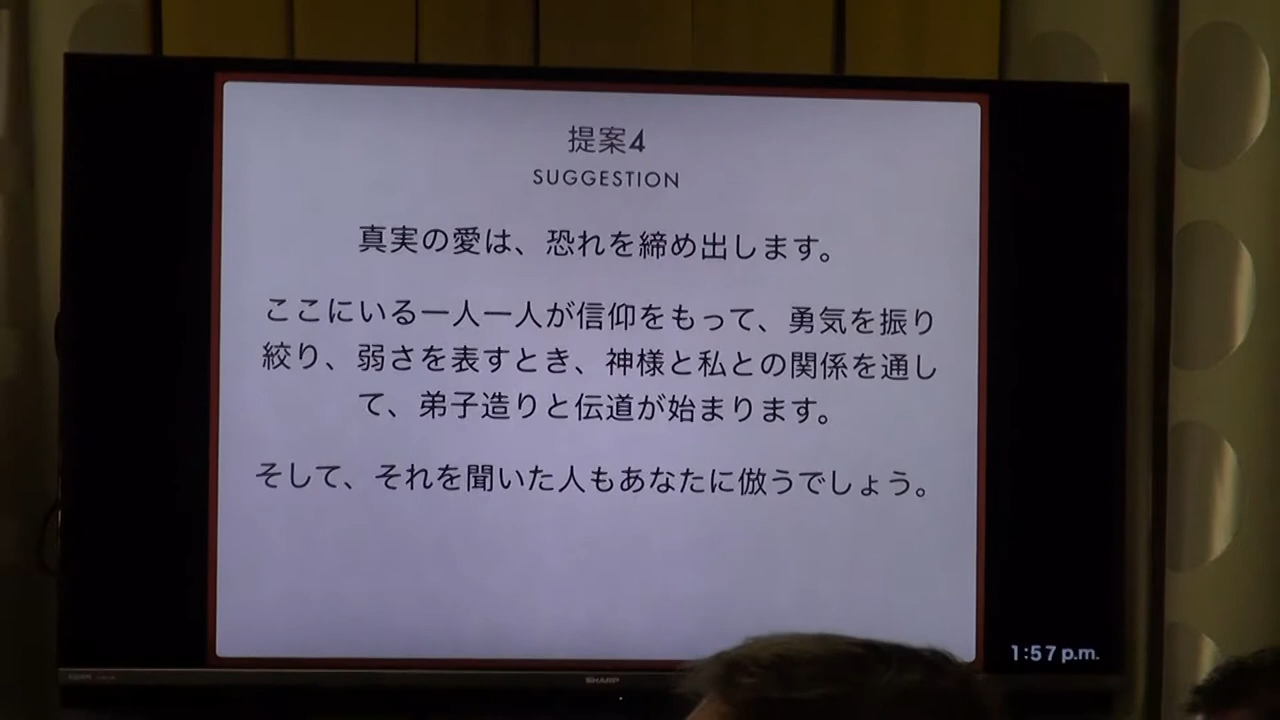 提案4
SUGGESTION
真実の愛は、恐れを締め出します。
ここにいる一人一人が信仰をもって、勇気を振り
絞り、弱さを表すとき、神様と私との関係を通し
て、弟子造りと伝道が始まります。
そして、それを聞いた人もあなたに倣うでしょう。
1:57 p.m.
SHARP